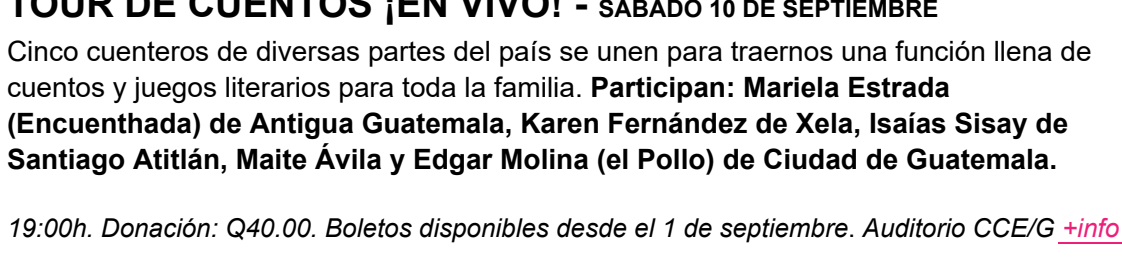 TOUR DE CUENTOS ¡EN VIVO! - SÁBADO 10 DE SEPTIEMBRE
Cinco cuenteros de diversas partes del país se unen para traernos una función llena de
cuentos y juegos literarios para toda la familia. Participan: Mariela Estrada
(Encuenthada) de Antigua Guatemala, Karen Fernández de Xela, Isaías Sisay de
Santiago Atitlán, Maite Ávila y Edgar Molina (el Pollo) de Ciudad de Guatemala.
19:00h. Donación: Q40.00. Boletos disponibles desde el 1 de septiembre. Auditorio CCE/G +info